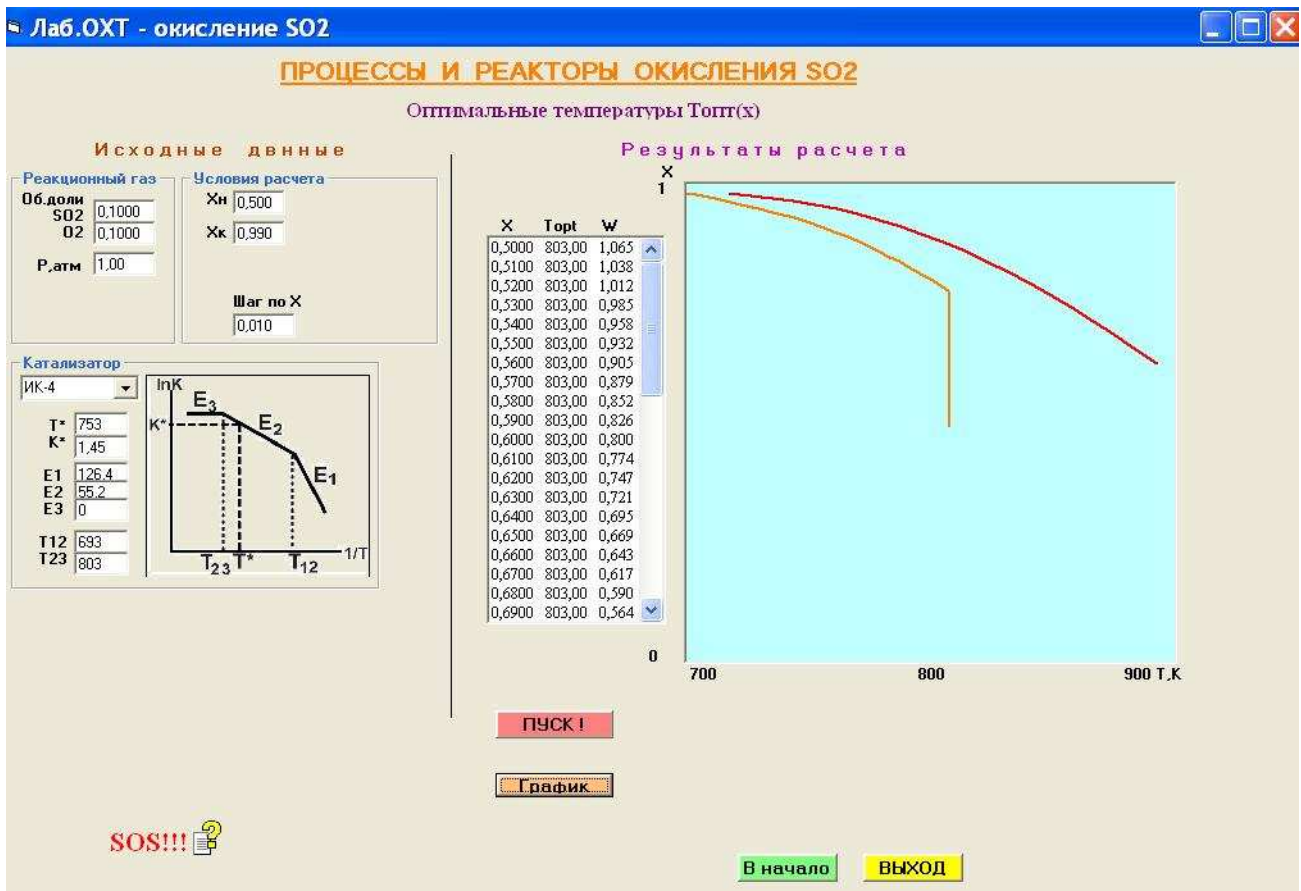 Лаб.ОХТ - окисление SO2
ПРОЦЕССЫ И РЕАКТОРЫ ОКИСЛЕНИЯ SO2
Оптимальные температуры Tопт(x)
Исходные двнные
Реакционный газ
Об.доли
SO2 0,1000
O2 0,1000
P,атм 1,00
Условия расчета
Xн 0,500
Xк 0,990
Шаг по X
0,010
Катализатор
ИК-4
T* 753
K* 1,45
E1 126.4
E2 55.2
E3 0
T12 693
T23 803
lnK
K*
E3
E2
E1
T23 T* T12 1/T
Результаты расчета
X Topt W
0,5000 803,00 1,065
0,5100 803,00 1,038
0,5200 803,00 1,012
0,5300 803,00 0,985
0,5400 803,00 0,958
0,5500 803,00 0,932
0,5600 803,00 0,905
0,5700 803,00 0,879
0,5800 803,00 0,852
0,5900 803,00 0,826
0,6000 803,00 0,800
0,6100 803,00 0,774
0,6200 803,00 0,747
0,6300 803,00 0,721
0,6400 803,00 0,695
0,6500 803,00 0,669
0,6600 803,00 0,643
0,6700 803,00 0,617
0,6800 803,00 0,590
0,6900 803,00 0,564
X
1
0
700 800 900 T,K
ПУСК !
График
SOS!!!
В начало
ВЫХОД